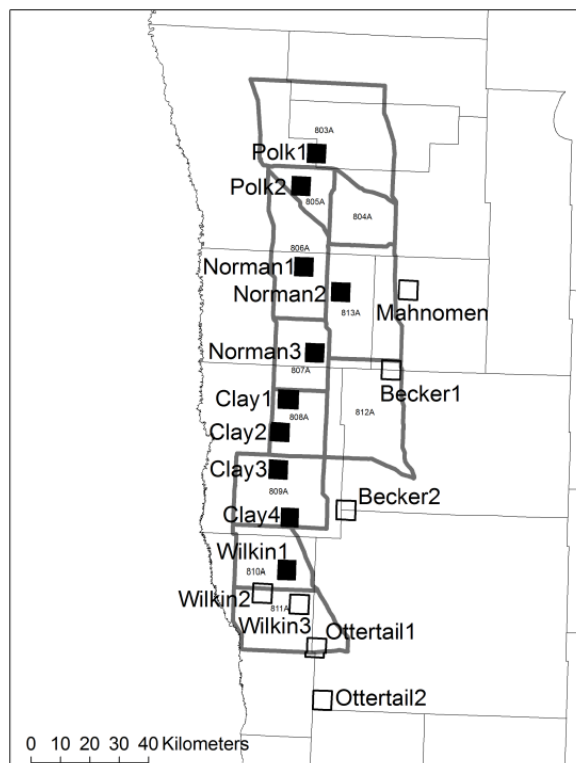 803A
Polk1
Polk2
805A
804A
806A
Norman1
Norman2
813A
Mahnomen
Norman3
807A
Becker1
Clay1
808A
812A
Clay2
Clay3
809A
Becker2
Clay4
Wilkin1
810A
Wilkin2
811A
Wilkin3
Ottertail1
Ottertail2
0 10 20 30 40 Kilometers